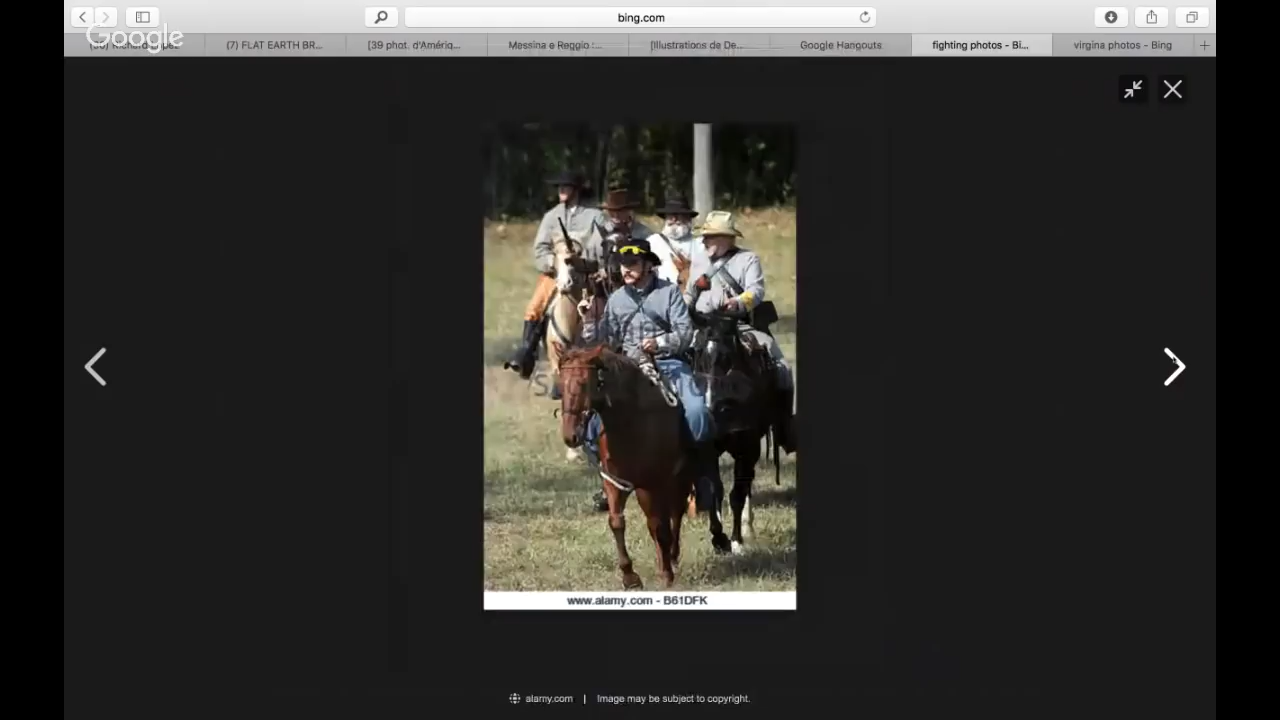 bing.com
Google
(7) FLAT EARTH BR...
[39 phot. d'Amériq...
Messina e Reggio :...
[Illustrations de De...
Google Hangouts
fighting photos - Bi...
virgina photos - Bing
www.alamy.com - B61DFK
alamy.com | Image may be subject to copyright.